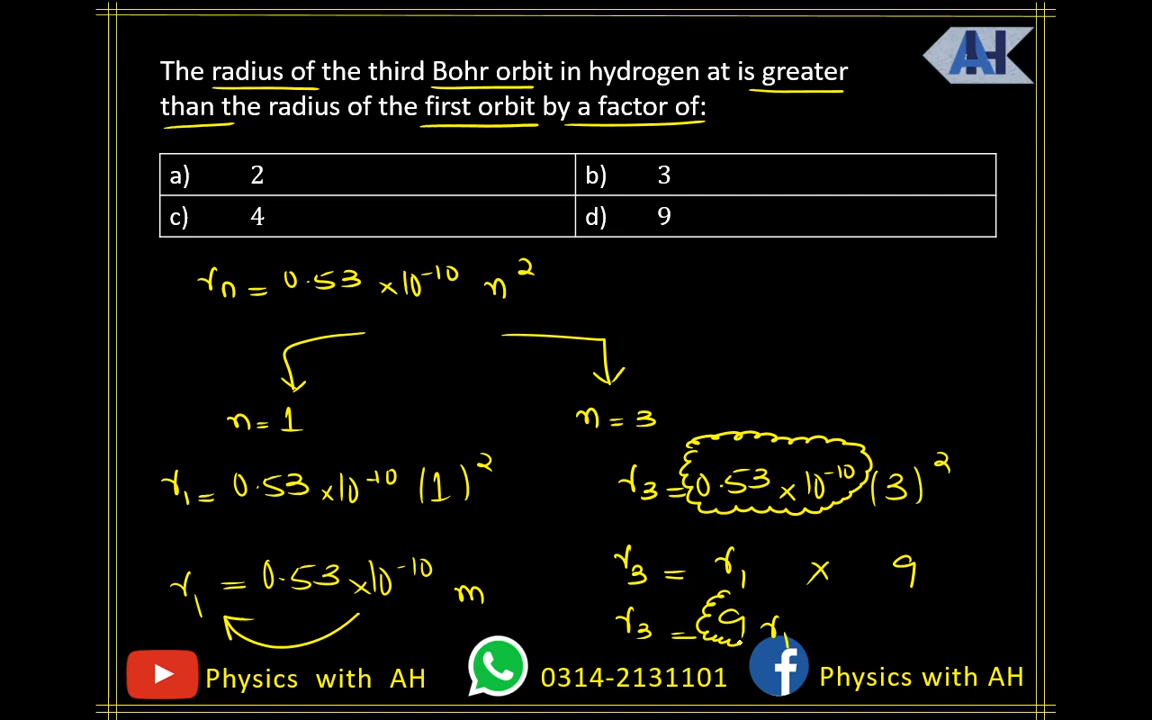 AHK
The radius of the third Bohr orbit in hydrogen at is greater
than the radius of the first orbit by a factor of:
a) 2 b) 3
c) 4 d) 9
rn = 0.53 ×10⁻¹⁰ n²
n = 1 n = 3
r₁ = 0.53 ×10⁻¹⁰ (1)² r₃ = 0.53 ×10⁻¹⁰ (3)²
r₁ = 0.53 ×10⁻¹⁰ m r₃ = r₁ × 9
r₃ = 9 r₁
Physics with AH 0314-2131101 Physics with AH